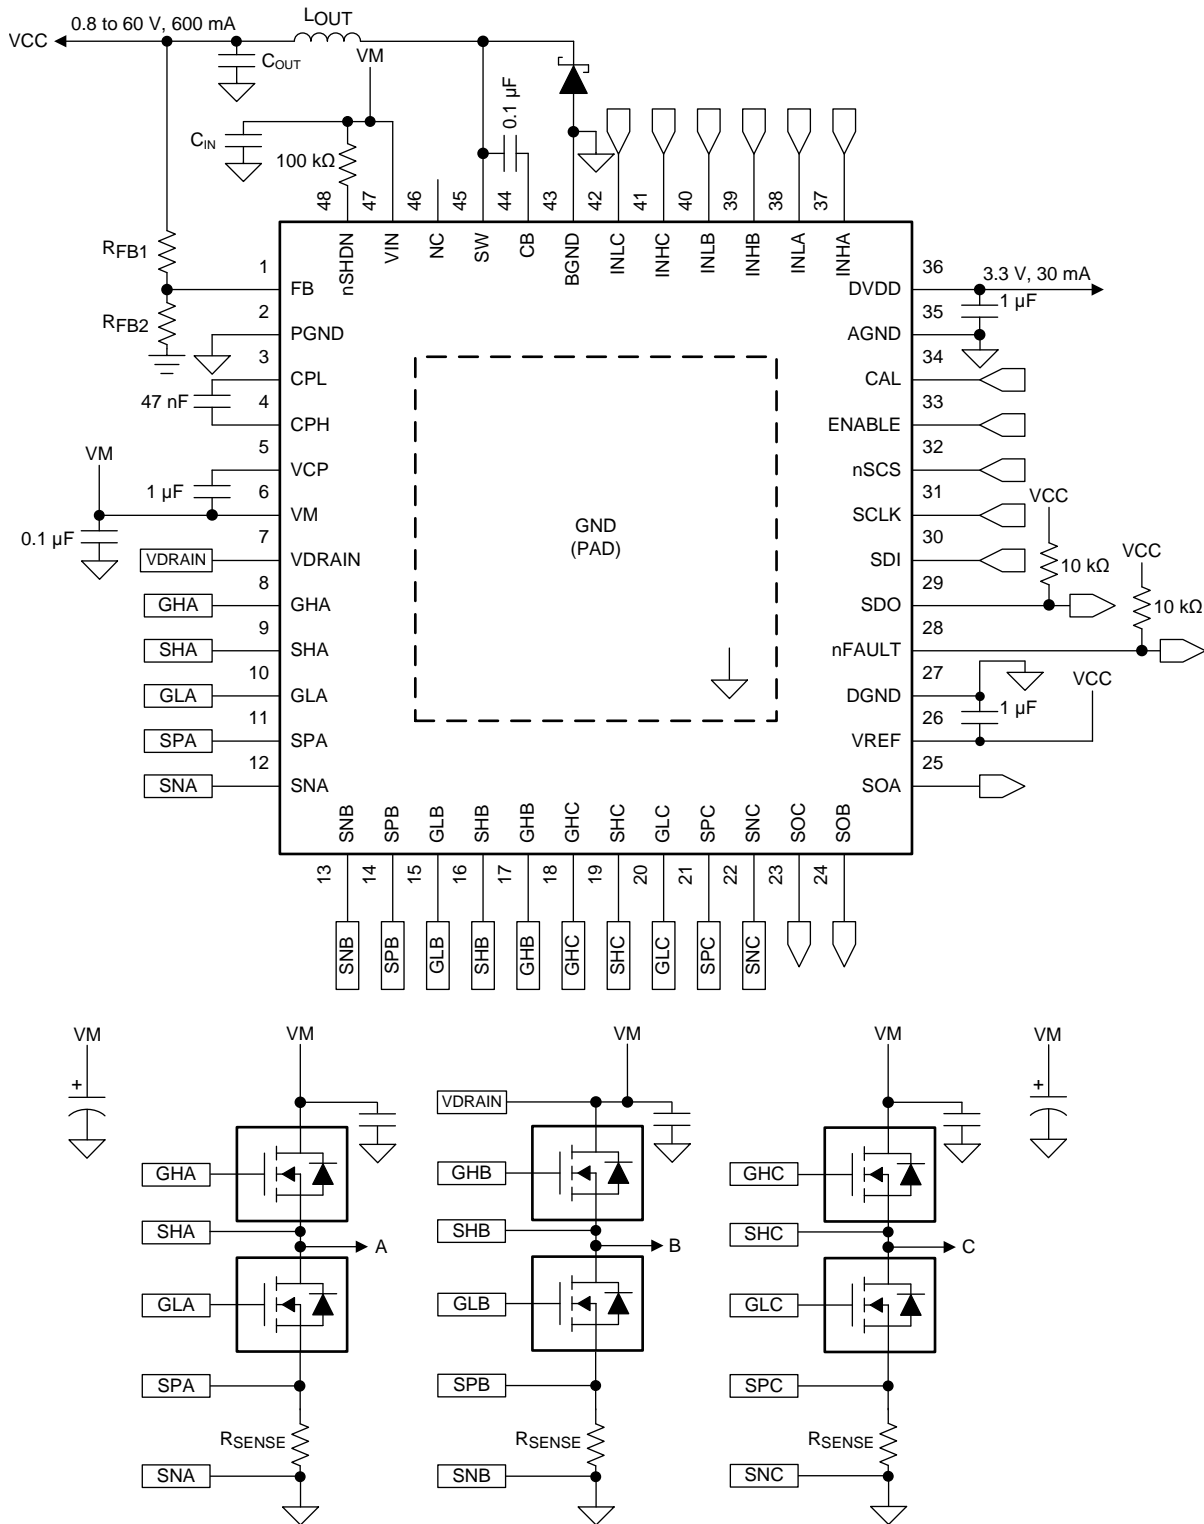 0.8 to 60 V, 600 mA
LOUT
VCC
COUT
VM
0.1 µF
CIN
100 kΩ
48
47
46
45
44
43
42
41
40
39
38
37
nSHDN
VIN
NC
SW
CB
BGND
INLC
INHC
INLB
INHB
INLA
INHA
RFB1
RFB2
1
FB
2
PGND
3
CPL
47 nF
4
CPH
5
VCP
VM
1 µF
6
VM
0.1 µF
7
VDRAIN
VDRAIN
8
GHA
GHA
9
SHA
SHA
10
GLA
GLA
11
SPA
SPA
12
SNA
SNA
GND
(PAD)
36
DVDD
3.3 V, 30 mA
1 µF
35
AGND
34
CAL
33
ENABLE
32
nSCS
31
SCLK
VCC
30
SDI
10 kΩ
VCC
29
SDO
10 kΩ
28
nFAULT
27
DGND
VCC
1 µF
26
VREF
25
SOA
SNB
SPB
GLB
SHB
GHB
GHC
SHC
GLC
SPC
SNC
SOC
SOB
13
14
15
16
17
18
19
20
21
22
23
24
SNB
SPB
GLB
SHB
GHB
GHC
SHC
GLC
SPC
SNC
VM
VM
VM
VM
VM
+
+
VDRAIN
GHA
GHB
GHC
SHA
A
SHB
B
SHC
C
GLA
GLB
GLC
SPA
SPB
SPC
RSENSE
RSENSE
RSENSE
SNA
SNB
SNC